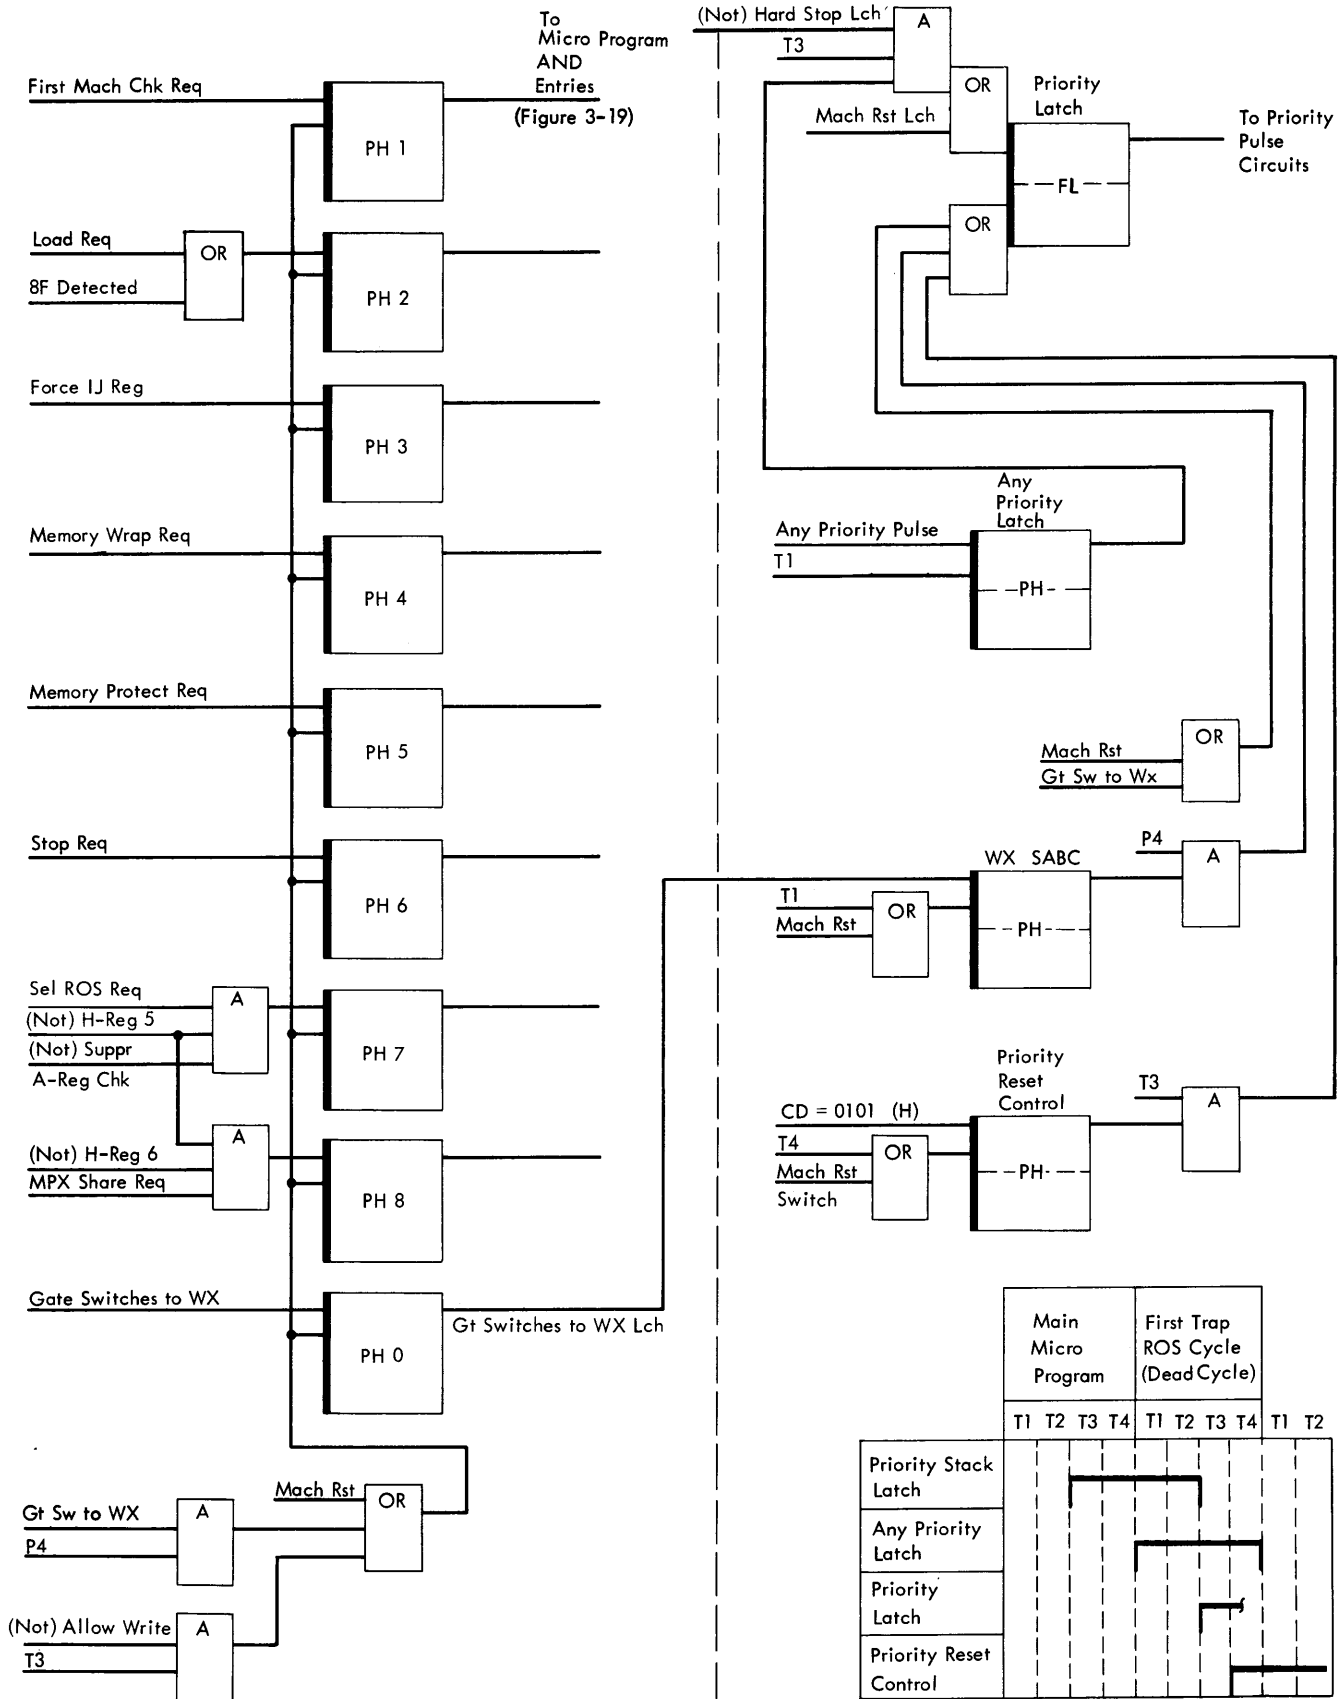 To
Micro Program
AND
Entries
(Figure 3-19)
First Mach Chk Req
PH 1
Load Req
8F Detected
OR
PH 2
Force IJ Reg
PH 3
Memory Wrap Req
PH 4
Memory Protect Req
PH 5
Stop Req
PH 6
Sel ROS Req
(Not) H-Reg 5
(Not) Suppr
A-Reg Chk
A
PH 7
(Not) H-Reg 6
MPX Share Req
A
PH 8
Gate Switches to WX
PH 0
Gt Switches to WX Lch
Mach Rst
OR
Gt Sw to WX
P4
A
(Not) Allow Write
T3
A
(Not) Hard Stop Lch
T3
A
Mach Rst Lch
OR
Priority
Latch
FL
To Priority
Pulse
Circuits
OR
Any
Priority
Latch
Any Priority Pulse
T1
PH
Mach Rst
Gt Sw to Wx
OR
P4
A
WX SABC
T1
Mach Rst
OR
PH
Priority
Reset
Control
T3
A
CD = 0101 (H)
T4
Mach Rst
Switch
OR
PH
Main
Micro
Program
First Trap
ROS Cycle
(Dead Cycle)
T1 T2 T3 T4 T1 T2 T3 T4 T1 T2
Priority Stack
Latch
Any Priority
Latch
Priority
Latch
Priority Reset
Control